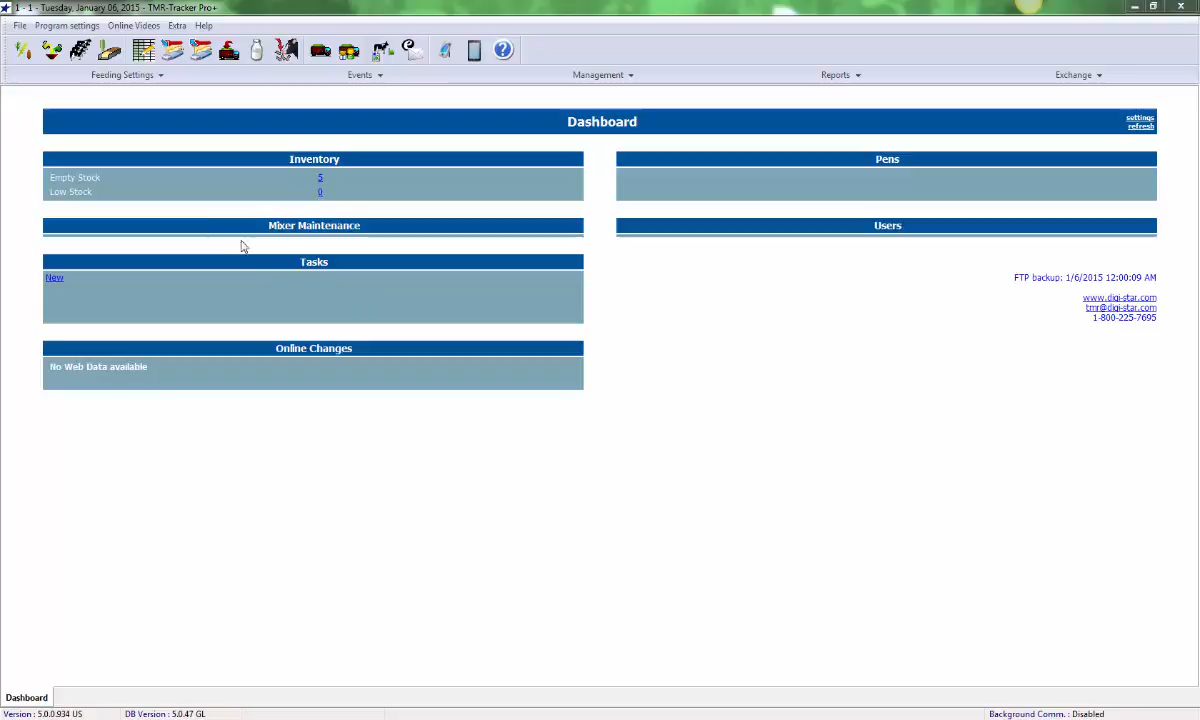 1 - 1 - Tuesday, January 06, 2015 - TMR-Tracker Pro+
File Program settings Online Videos Extra Help
Feeding Settings Events Management Reports Exchange
Dashboard
settings
refresh
Inventory
Empty Stock 5
Low Stock 0
Pens
Mixer Maintenance
Users
Tasks
New
FTP backup: 1/6/2015 12:00:09 AM
www.digi-star.com
tmr@digi-star.com
1-800-225-7695
Online Changes
No Web Data available
Dashboard
Version : 5.0.0.934 US DB Version : 5.0.47 GL Background Comm. : Disabled